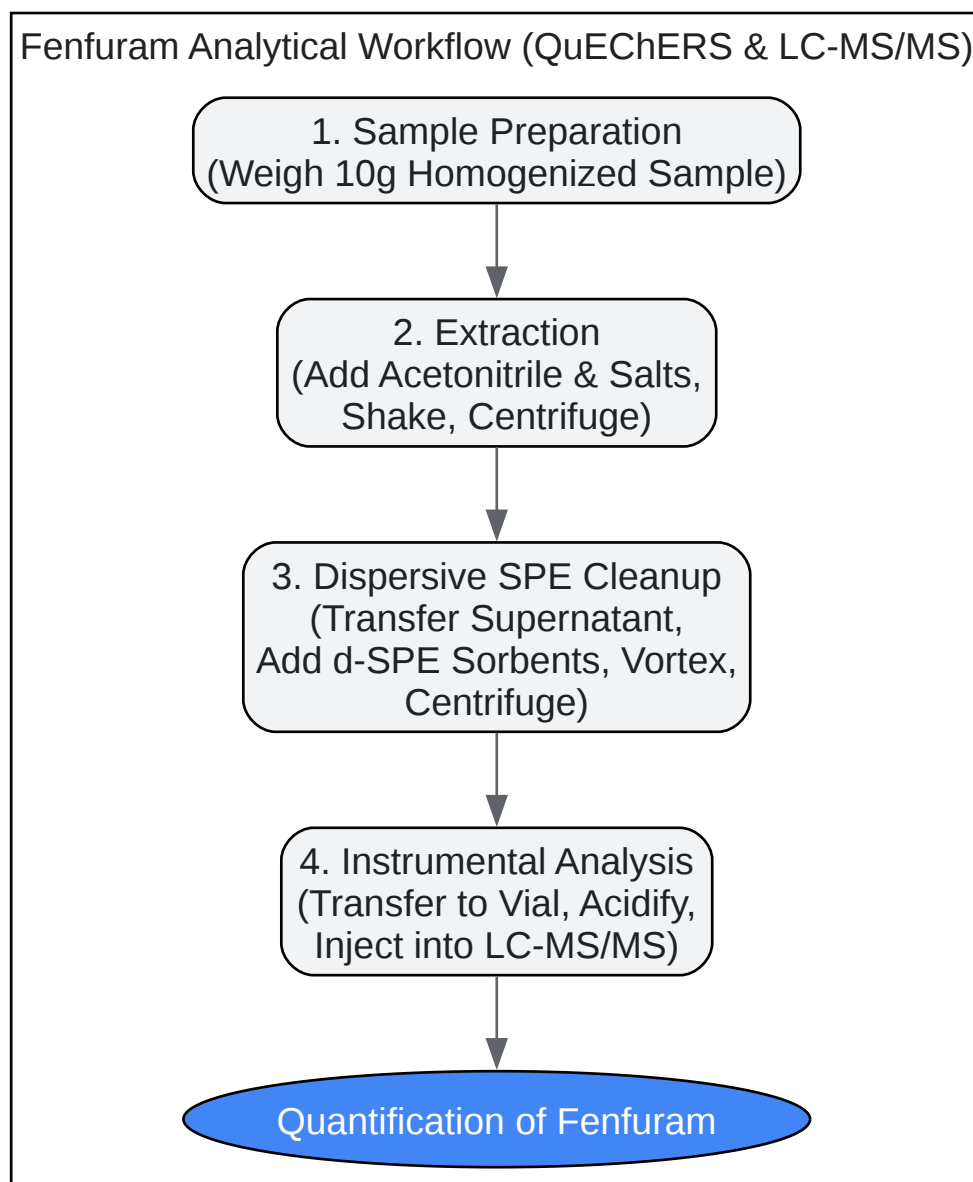 Fenfuram Analytical Workflow (QuEChERS & LC-MS/MS)
1. Sample Preparation
(Weigh 10g Homogenized Sample)
2. Extraction
(Add Acetonitrile & Salts,
Shake, Centrifuge)
3. Dispersive SPE Cleanup
(Transfer Supernatant,
Add d-SPE Sorbents, Vortex,
Centrifuge)
4. Instrumental Analysis
(Transfer to Vial, Acidify,
Inject into LC-MS/MS)
Quantification of Fenfuram